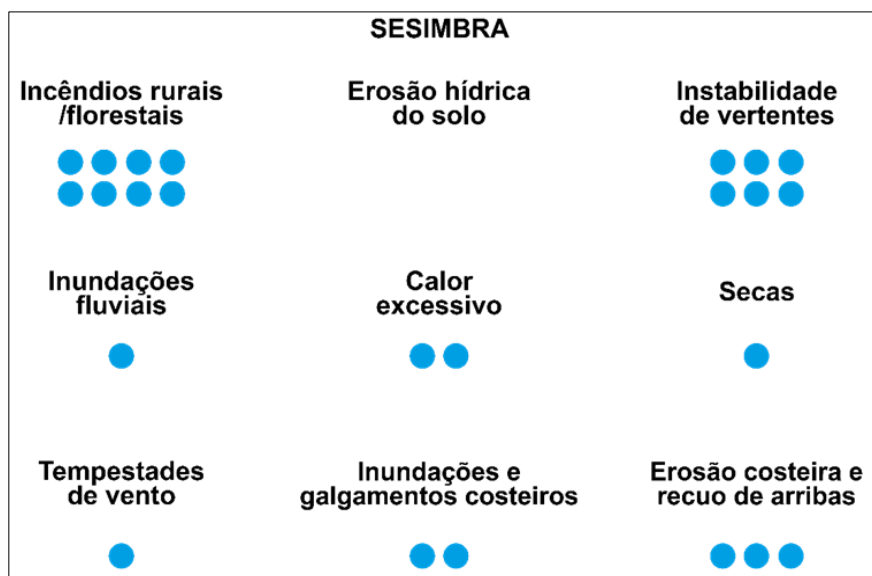 SESIMBRA
Incêndios rurais
/florestais
Erosão hídrica
do solo
Instabilidade
de vertentes
Inundações
fluviais
Calor
excessivo
Secas
Tempestades
de vento
Inundações e
galgamentos costeiros
Erosão costeira e
recuo de arribas